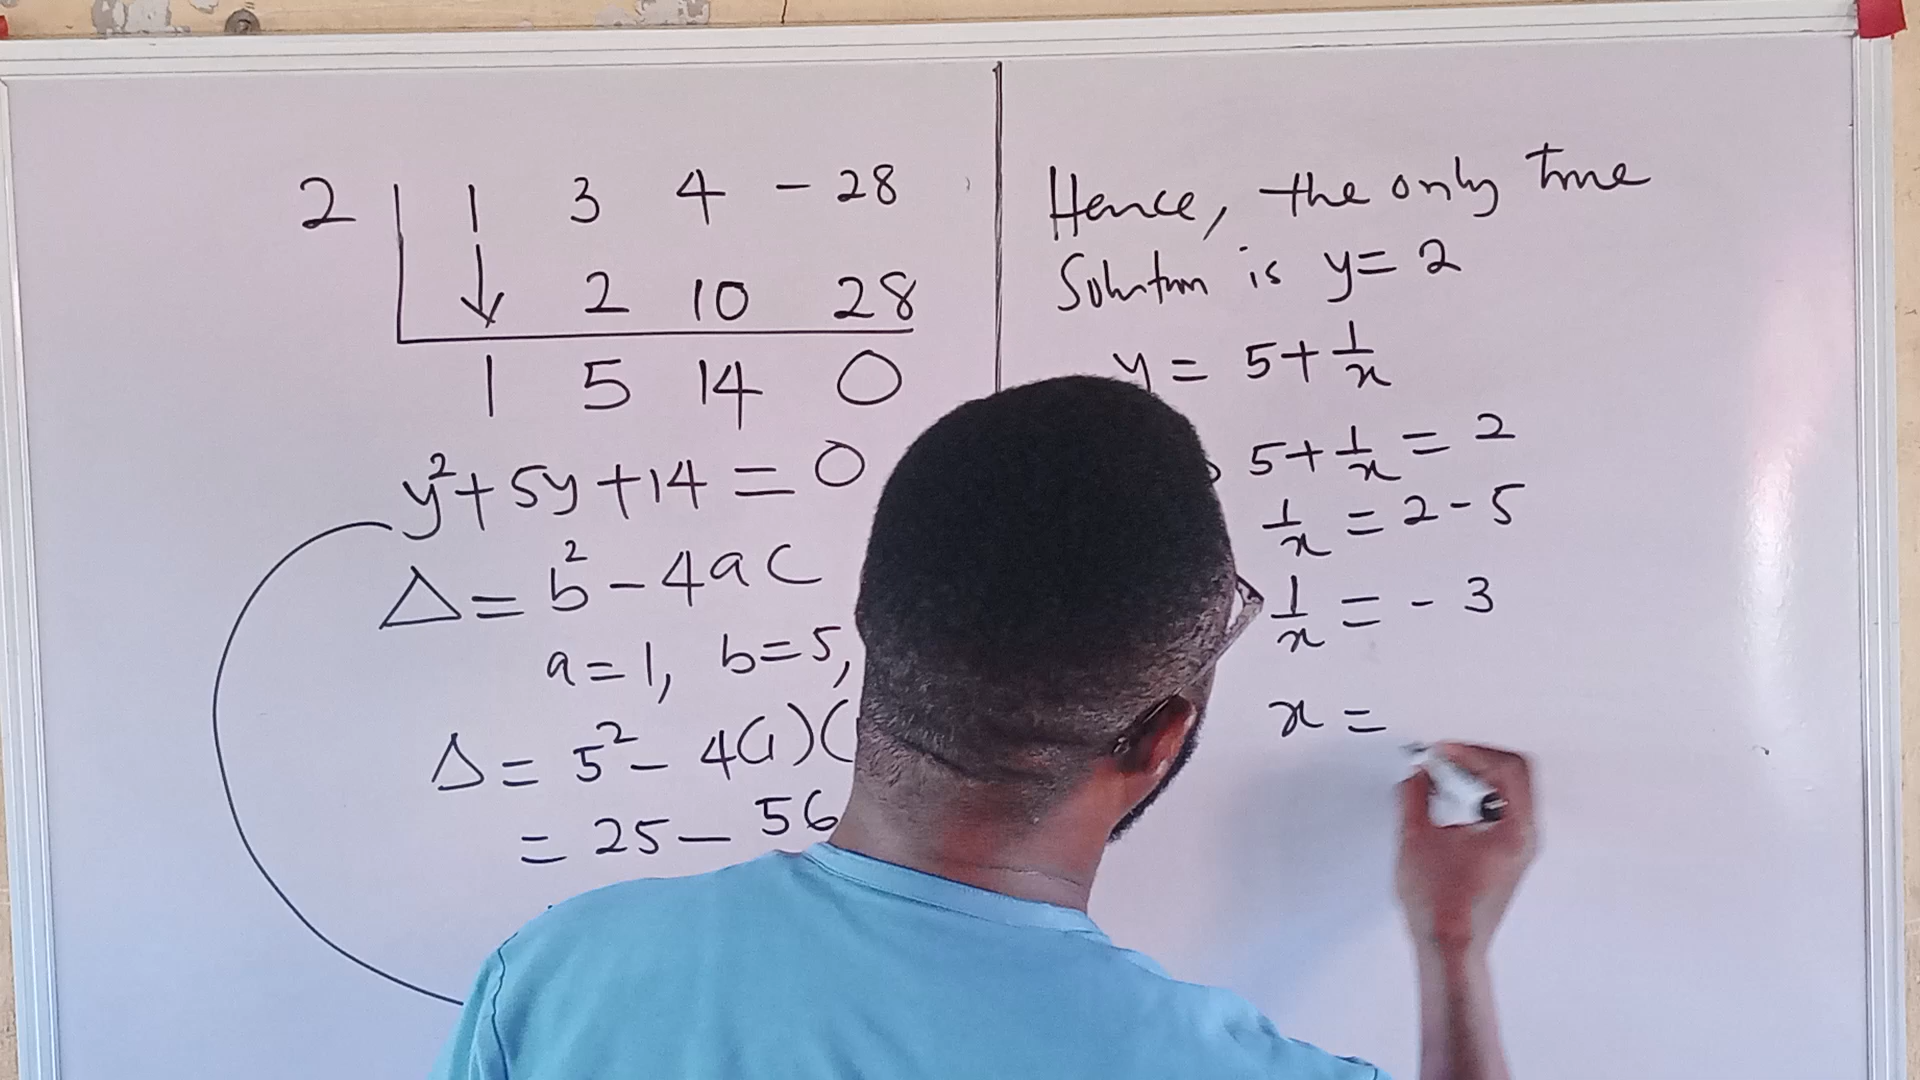 2 | 1 3 4 - 28
↓ 2 10 28
1 5 14 0
y²+5y+14=0
△=b²-4ac
a=1, b=5,
△=5²-4(1)(
=25-56
Hence, the only true
Solution is y=2
y=5+1/x
5+1/x=2
1/x=2-5
1/x=-3
x=